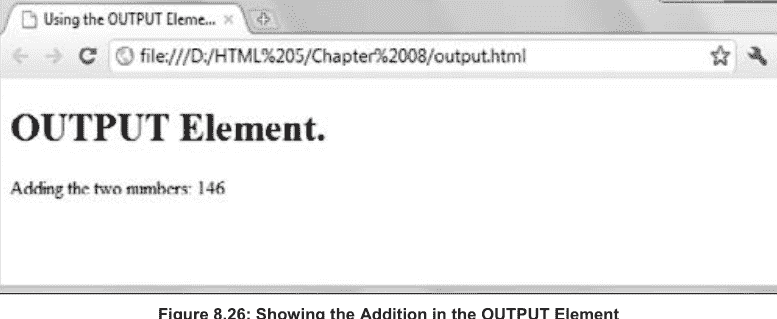 Using the OUTPUT Eleme...
file:///D:/HTML%205/Chapter%2008/output.html
OUTPUT Element.
Adding the two numbers: 146
Figure 8.26: Showing the Addition in the OUTPUT Element